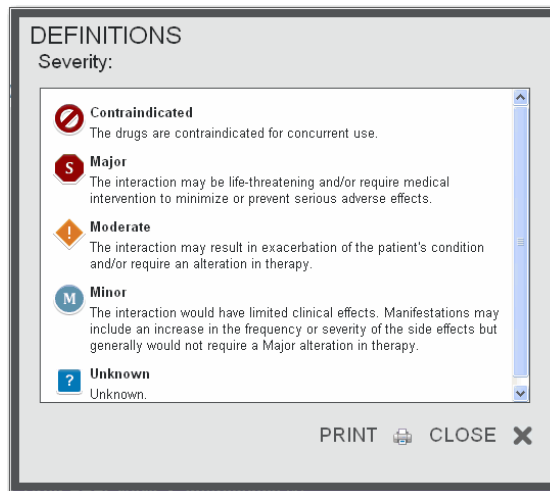 DEFINITIONS
Severity:
Contraindicated
The drugs are contraindicated for concurrent use.
S
Major
The interaction may be life-threatening and/or require medical
intervention to minimize or prevent serious adverse effects.
!
Moderate
The interaction may result in exacerbation of the patient's condition
and/or require an alteration in therapy.
M
Minor
The interaction would have limited clinical effects. Manifestations may
include an increase in the frequency or severity of the side effects but
generally would not require a Major alteration in therapy.
?
Unknown
Unknown.
PRINT CLOSE